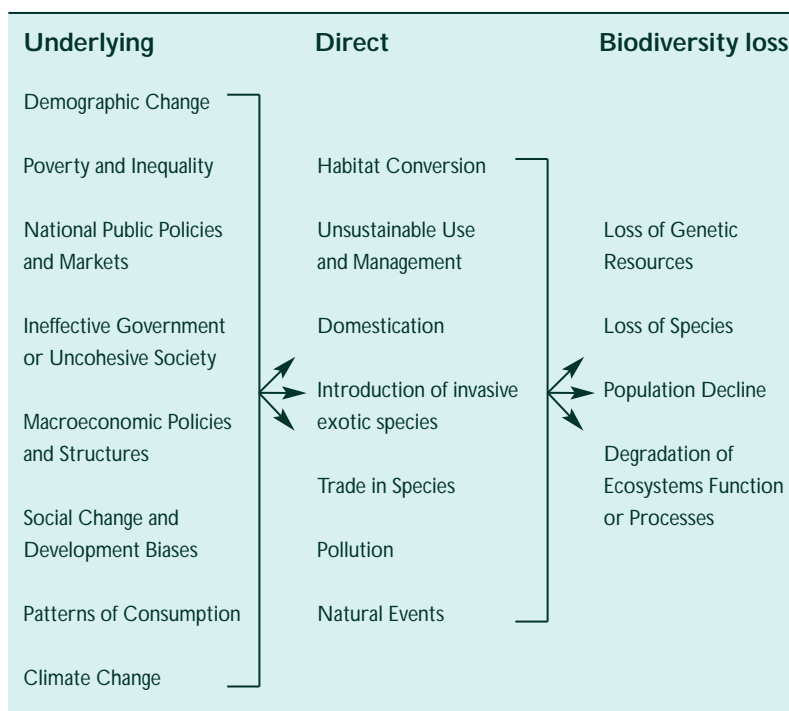 Underlying
Demographic Change
Poverty and Inequality
National Public Policies
and Markets
Ineffective Government
or Uncohesive Society
Macroeconomic Policies
and Structures
Social Change and
Development Biases
Patterns of Consumption
Climate Change
Direct
Habitat Conversion
Unsustainable Use
and Management
Domestication
Introduction of invasive
exotic species
Trade in Species
Pollution
Natural Events
Biodiversity loss
Loss of Genetic
Resources
Loss of Species
Population Decline
Degradation of
Ecosystems Function
or Processes